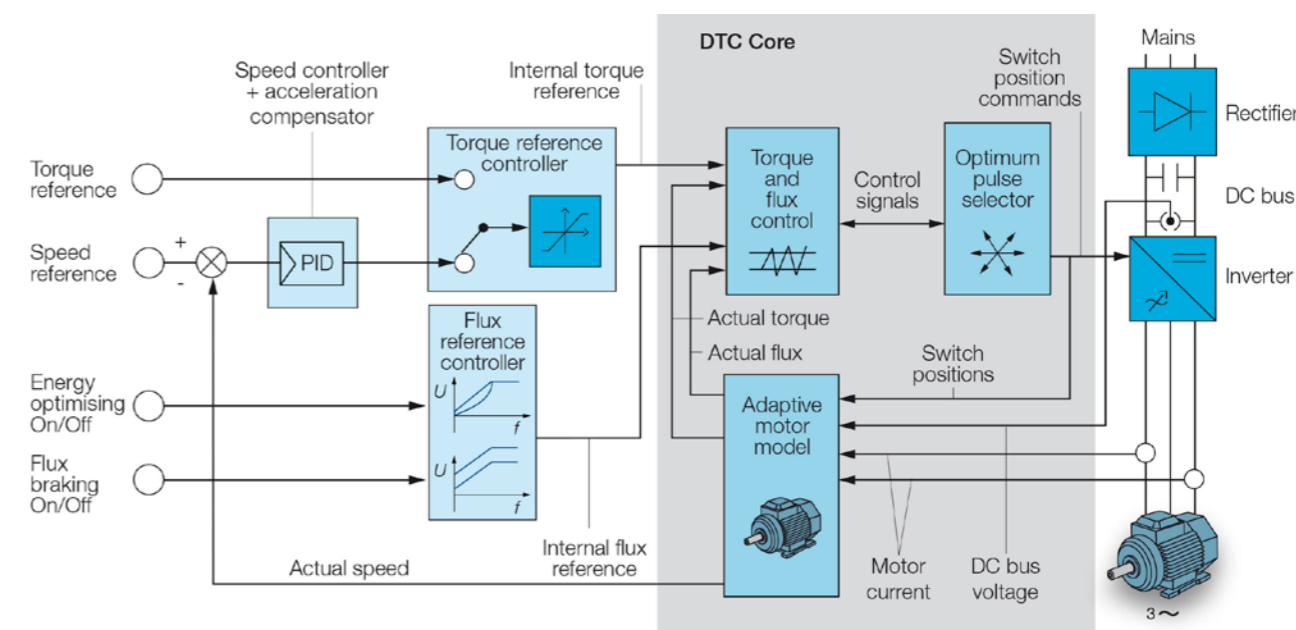 DTC Core
Mains
Switch
position
commands
Speed controller
+ acceleration
compensator
Internal torque
reference
Rectifier
Torque reference
controller
Torque
reference
Torque
and
flux
control
Control
signals
Optimum
pulse
selector
DC bus
Speed
reference
+
-
PID
Inverter
Flux
reference
controller
Actual torque
Actual flux
Switch
positions
Energy
optimising
On/Off
U
f
Adaptive
motor
model
Flux
braking
On/Off
U
f
Internal flux
reference
Actual speed
Motor
current
DC bus
voltage
3～